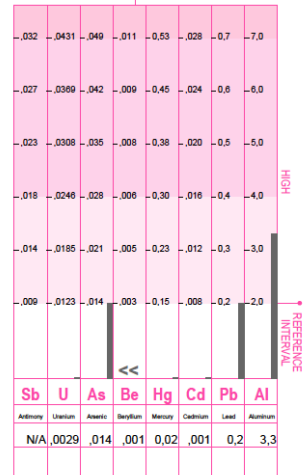 ,032 ,0431 ,049 ,011 0,53 ,028 0,7 7,0
,027 ,0369 ,042 ,009 0,45 ,024 0,6 6,0
,023 ,0308 ,035 ,008 0,38 ,020 0,5 5,0
,018 ,0246 ,028 ,006 0,30 ,016 0,4 4,0
HIGH
,014 ,0185 ,021 ,005 0,23 ,012 0,3 3,0
,009 ,0123 ,014 ,003 0,15 ,008 0,2 2,0
REFERENCE
INTERVAL
<<
Sb U As Be Hg Cd Pb Al
Antimony Uranium Arsenic Beryllium Mercury Cadmium Lead Aluminum
N/A ,0029 ,014 ,001 0,02 ,001 0,2 3,3